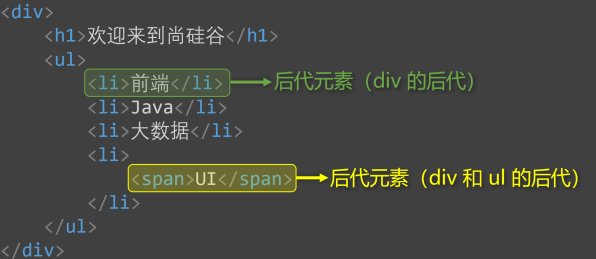 <div>
<h1>欢迎来到尚硅谷</h1>
<ul>
<li>前端</li> 后代元素（div 的后代）
<li>Java</li>
<li>大数据</li>
<li>
<span>UI</span> 后代元素（div 和 ul 的后代）
</li>
</ul>
</div>